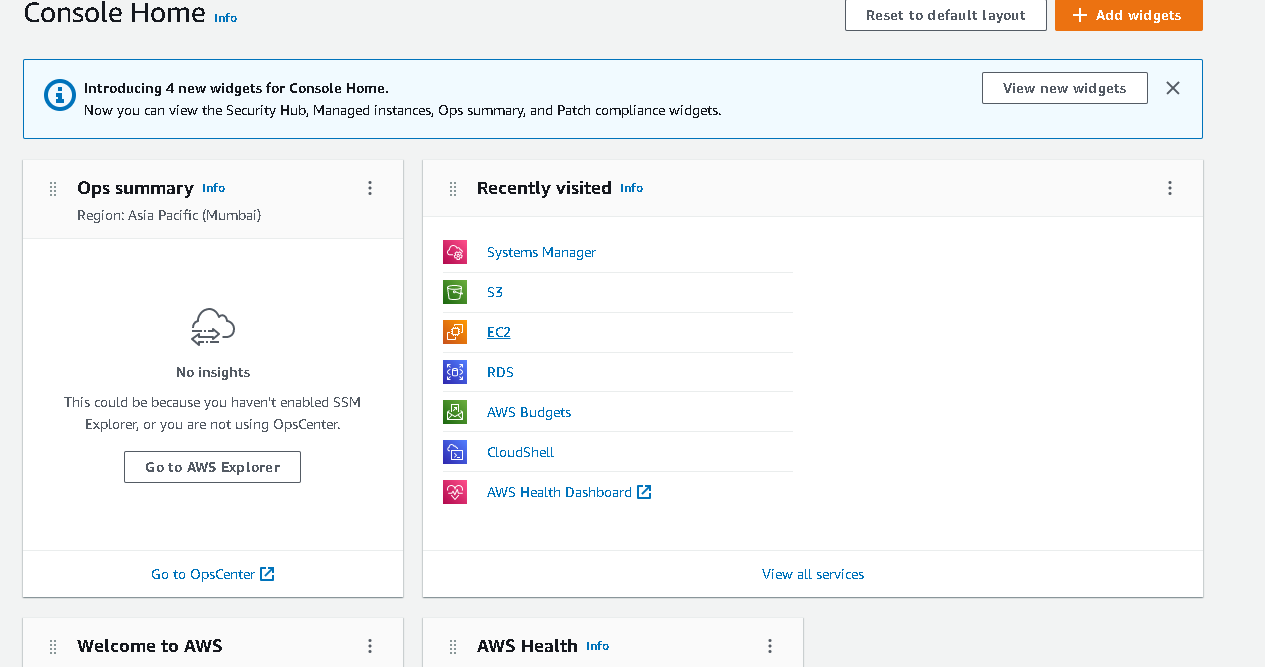 Console Home Info
Reset to default layout
+ Add widgets
Introducing 4 new widgets for Console Home.
Now you can view the Security Hub, Managed instances, Ops summary, and Patch compliance widgets.
View new widgets
Ops summary Info
Region: Asia Pacific (Mumbai)
No insights
This could be because you haven't enabled SSM
Explorer, or you are not using OpsCenter.
Go to AWS Explorer
Go to OpsCenter
Recently visited Info
Systems Manager
S3
EC2
RDS
AWS Budgets
CloudShell
AWS Health Dashboard
View all services
Welcome to AWS
AWS Health Info